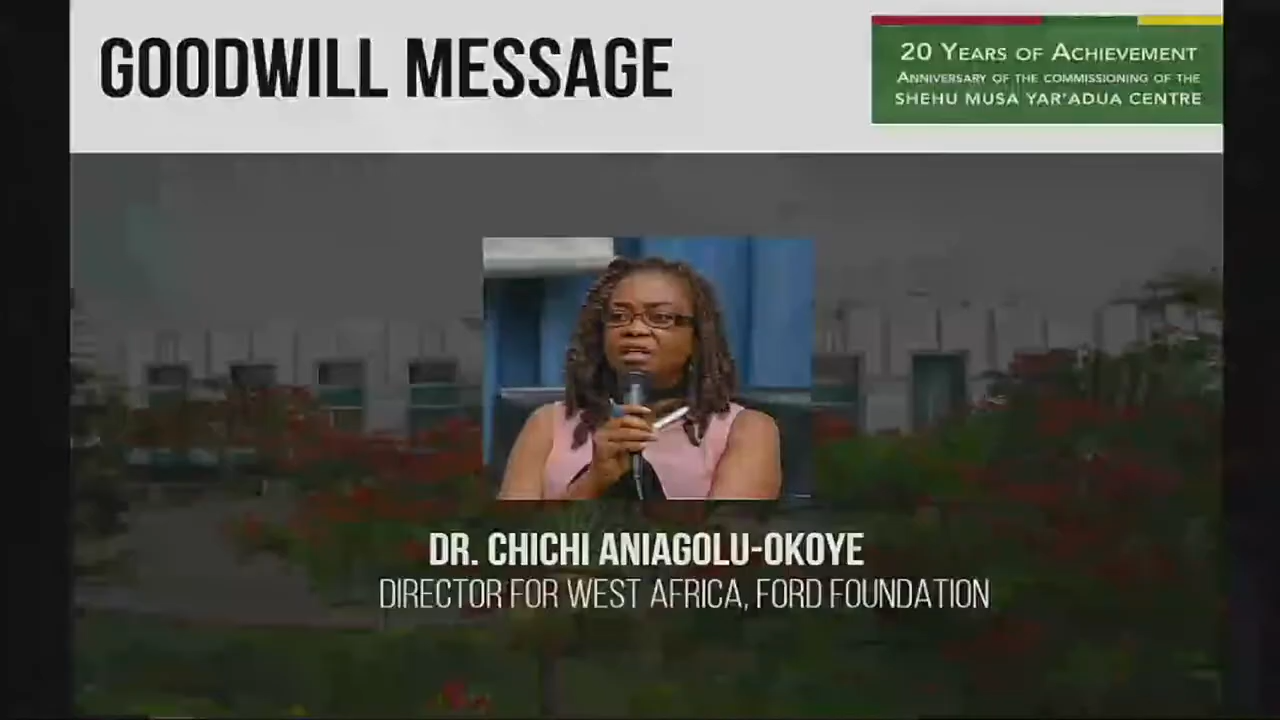 GOODWILL MESSAGE
20 YEARS OF ACHIEVEMENT
ANNIVERSARY OF THE COMMISSIONING OF THE
SHEHU MUSA YAR'ADUA CENTRE
DR. CHICHI ANIAGOLU-OKOYE
DIRECTOR FOR WEST AFRICA, FORD FOUNDATION